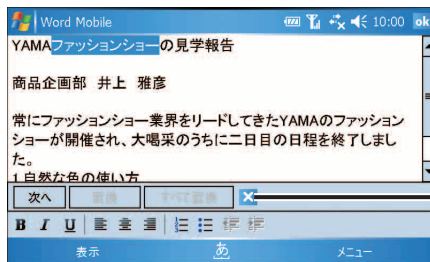 Word Mobile 10:00 ok
YAMAファッションショーの見学報告
商品企画部 井上 雅彦
常にファッションショー業界をリードしてきたYAMAのファッション
ショーが開催され、大喝采のうちに二日目の日程を終了しまし
た。
1.自然な色の使い方
次へ 置換 すべて置換
B I U
表示 あ メニュー